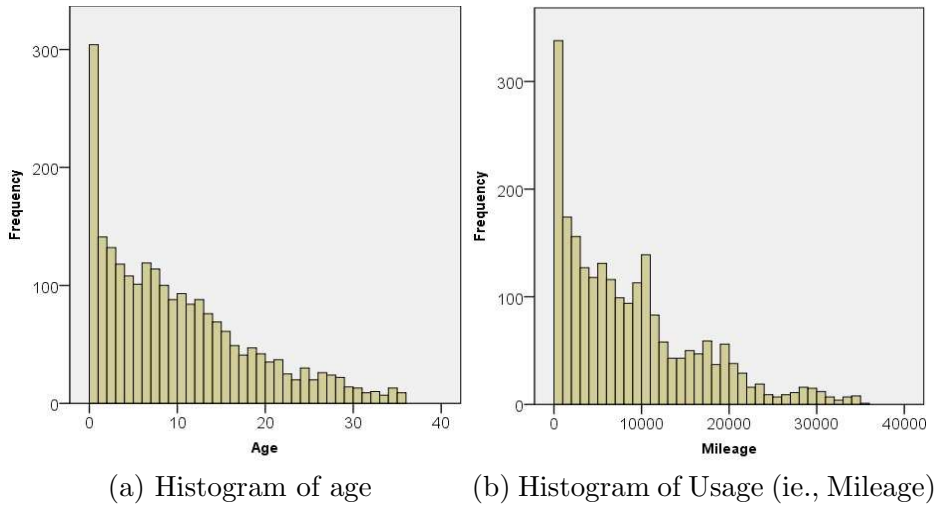 300
200
100
0
Frequency
0 10 20 30 40
Age
300
200
100
0
Frequency
0 10000 20000 30000 40000
Mileage
(a) Histogram of age
(b) Histogram of Usage (ie., Mileage)